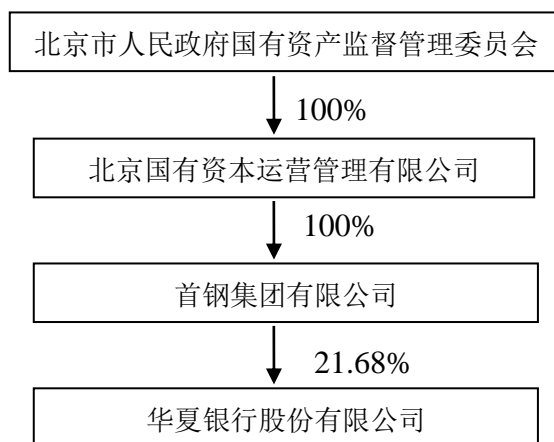 北京市人民政府国有资产监督管理委员会
100%
北京国有资本运营管理有限公司
100%
首钢集团有限公司
21.68%
华夏银行股份有限公司